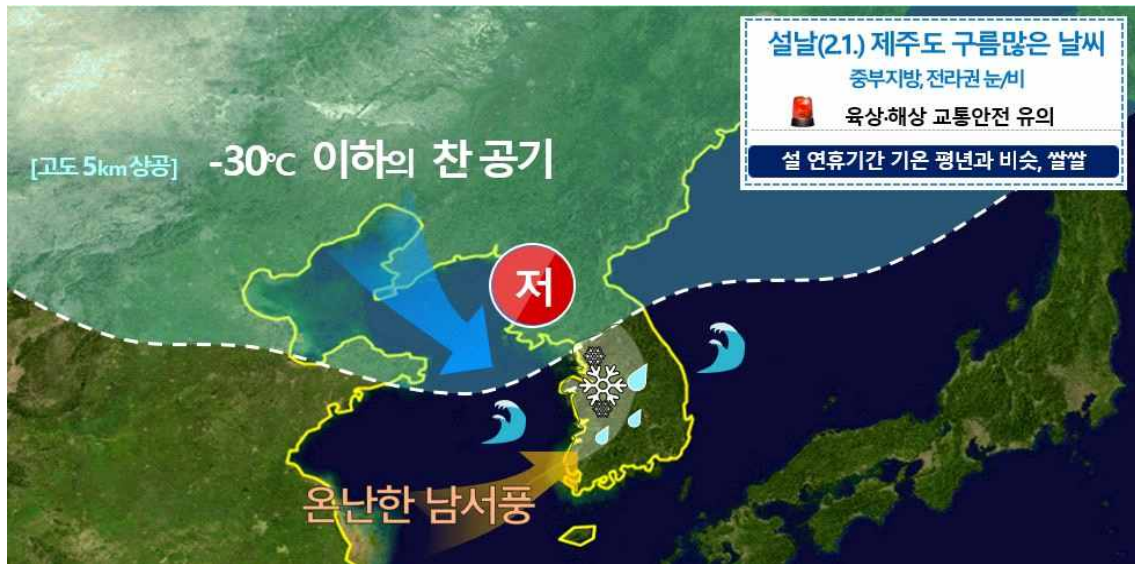 설날(2.1.) 제주도 구름많은 날씨
중부지방, 전라권 눈/비
육상·해상 교통안전 유의
설 연휴기간 기온 평년과 비슷, 쌀쌀
[고도 5km 상공] -30℃ 이하의 찬 공기
저
온난한 남서풍